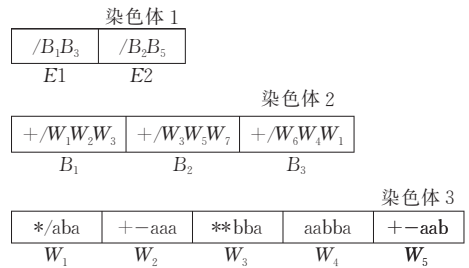 染色体 1
/B₁B₃ /B₂B₅
E1 E2
染色体 2
+/W₁W₂W₃ +/W₃W₅W₇ +/W₆W₄W₁
B₁ B₂ B₃
染色体 3
*/aba +−aaa **bba aabba +−aab
W₁ W₂ W₃ W₄ W₅